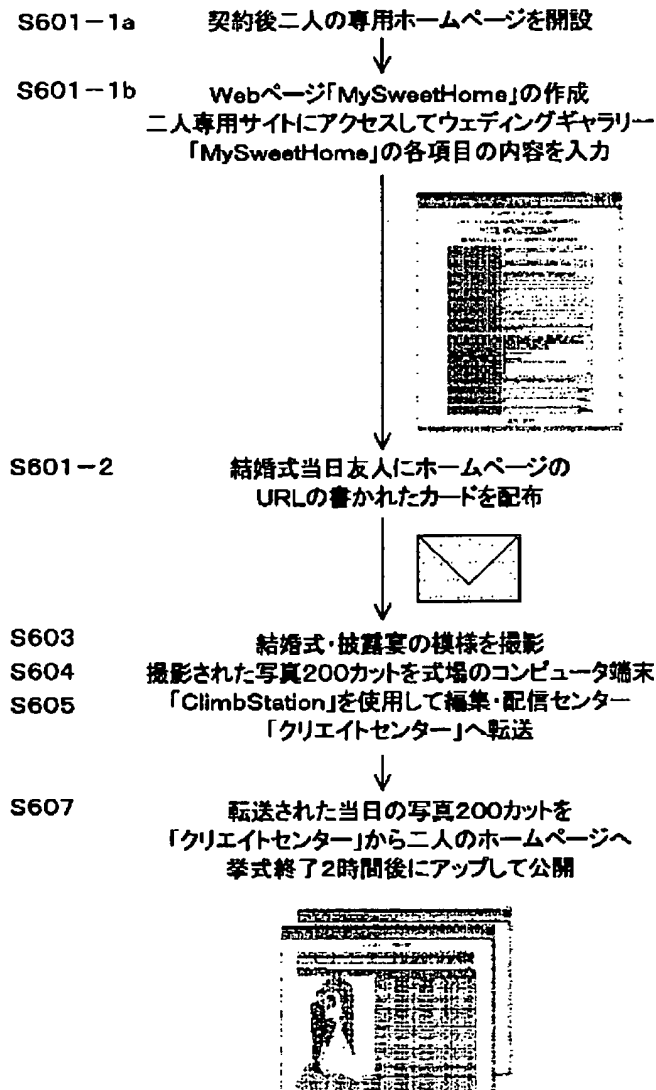 S601-1a 契約後二人の専用ホームページを開設
S601-1b Webページ「MySweetHome」の作成
二人専用サイトにアクセスしてウェディングギャラリー
「MySweetHome」の各項目の内容を入力
S601-2 結婚式当日友人にホームページの
URLの書かれたカードを配布
S603 結婚式・披露宴の模様を撮影
S604 撮影された写真200カットを式場のコンピュータ端末
S605 「ClimbStation」を使用して編集・配信センター
「クリエイトセンター」へ転送
S607 転送された当日の写真200カットを
「クリエイトセンター」から二人のホームページへ
挙式終了2時間後にアップして公開